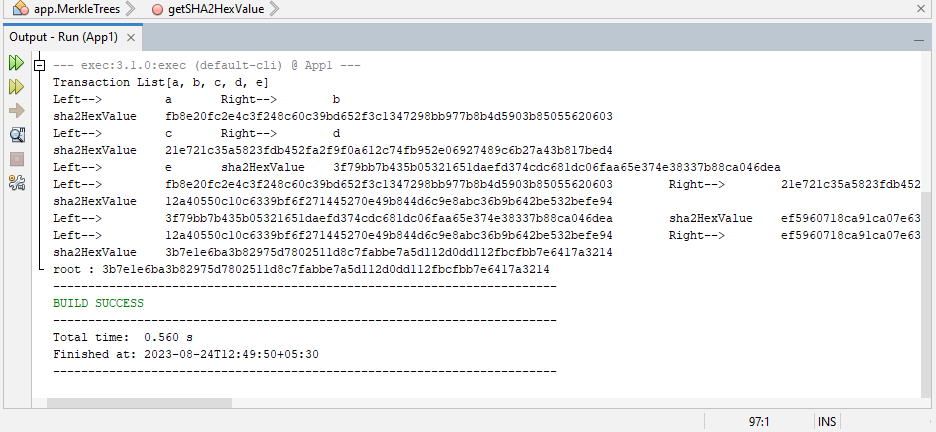 app.MerkleTrees getSHA2HexValue
Output - Run (App1)
--- exec:3.1.0:exec (default-cli) @ App1 ---
Transaction List[a, b, c, d, e]
Left--> a Right--> b
sha2HexValue fb8e20fc2e4c3f248c60c39bd652f3c1347298bb977b8b4d5903b85055620603
Left--> c Right--> d
sha2HexValue 21e721c35a5823fdb452fa2f9f0a612c74fb952e06927489c6b27a43b817bed4
Left--> e sha2HexValue 3f79bb7b435b05321651daefd374cdc681dc06faa65e374e38337b88ca046dea
Left--> fb8e20fc2e4c3f248c60c39bd652f3c1347298bb977b8b4d5903b85055620603 Right--> 21e721c35a5823fdb452
sha2HexValue 12a40550c10c6339bf6f271445270e49b844d6c9e8abc36b9b642be532befe94
Left--> 3f79bb7b435b05321651daefd374cdc681dc06faa65e374e38337b88ca046dea sha2HexValue ef5960718ca91ca07e63
Left--> 12a40550c10c6339bf6f271445270e49b844d6c9e8abc36b9b642be532befe94 Right--> ef5960718ca91ca07e63
sha2HexValue 3b7e1e6ba3b82975d7802511d8c7fabbe7a5d112d0dd112fbcfbb7e6417a3214
root : 3b7e1e6ba3b82975d7802511d8c7fabbe7a5d112d0dd112fbcfbb7e6417a3214
------------------------------------------------------------------------
BUILD SUCCESS
------------------------------------------------------------------------
Total time:  0.560 s
Finished at: 2023-08-24T12:49:50+05:30
------------------------------------------------------------------------
97:1 INS